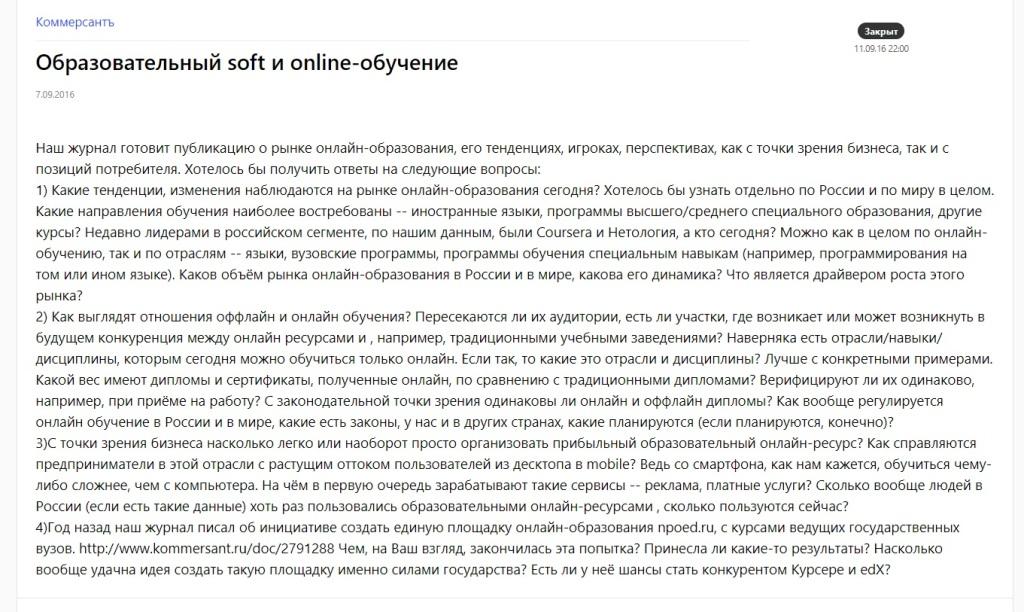 Коммерсантъ
Закрыт
11.09.16 22:00
Образовательный soft и online-обучение
7.09.2016
Наш журнал готовит публикацию о рынке онлайн-образования, его тенденциях, игроках, перспективах, как с точки зрения бизнеса, так и с
позиций потребителя. Хотелось бы получить ответы на следующие вопросы:
1) Какие тенденции, изменения наблюдаются на рынке онлайн-образования сегодня? Хотелось бы узнать отдельно по России и по миру в целом.
Какие направления обучения наиболее востребованы -- иностранные языки, программы высшего/среднего специального образования, другие
курсы? Недавно лидерами в российском сегменте, по нашим данным, были Coursera и Нетология, а кто сегодня? Можно как в целом по онлайн-
обучению, так и по отраслям -- языки, вузовские программы, программы обучения специальным навыкам (например, программирования на
том или ином языке). Каков объём рынка онлайн-образования в России и в мире, какова его динамика? Что является драйвером роста этого
рынка?
2) Как выглядят отношения оффлайн и онлайн обучения? Пересекаются ли их аудитории, есть ли участки, где возникает или может возникнуть в
будущем конкуренция между онлайн ресурсами и , например, традиционными учебными заведениями? Наверняка есть отрасли/навыки/
дисциплины, которым сегодня можно обучиться только онлайн. Если так, то какие это отрасли и дисциплины? Лучше с конкретными примерами.
Какой вес имеют дипломы и сертификаты, полученные онлайн, по сравнению с традиционными дипломами? Верифицируют ли их одинаково,
например, при приёме на работу? С законодательной точки зрения одинаковы ли онлайн и оффлайн дипломы? Как вообще регулируется
онлайн обучение в России и в мире, какие есть законы, у нас и в других странах, какие планируются (если планируются, конечно)?
3)С точки зрения бизнеса насколько легко или наоборот просто организовать прибыльный образовательный онлайн-ресурс? Как справляются
предприниматели в этой отрасли с растущим оттоком пользователей из десктопа в mobile? Ведь со смартфона, как нам кажется, обучиться чему-
либо сложнее, чем с компьютера. На чём в первую очередь зарабатывают такие сервисы -- реклама, платные услуги? Сколько вообще людей в
России (если есть такие данные) хоть раз пользовались образовательными онлайн-ресурсами , сколько пользуются сейчас?
4)Год назад наш журнал писал об инициативе создать единую площадку онлайн-образования npoed.ru, с курсами ведущих государственных
вузов. http://www.kommersant.ru/doc/2791288 Чем, на Ваш взгляд, закончилась эта попытка? Принесла ли какие-то результаты? Насколько
вообще удачна идея создать такую площадку именно силами государства? Есть ли у неё шансы стать конкурентом Курсере и edX?